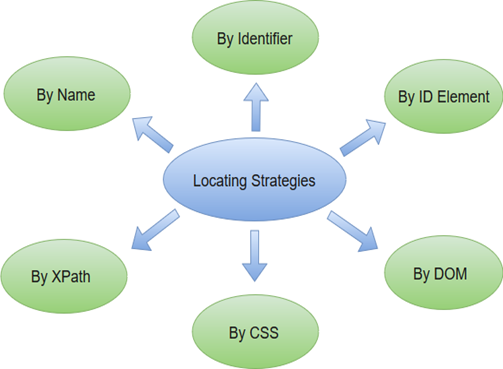 By Identifier
By Name
By ID Element
Locating Strategies
By XPath
By DOM
By CSS